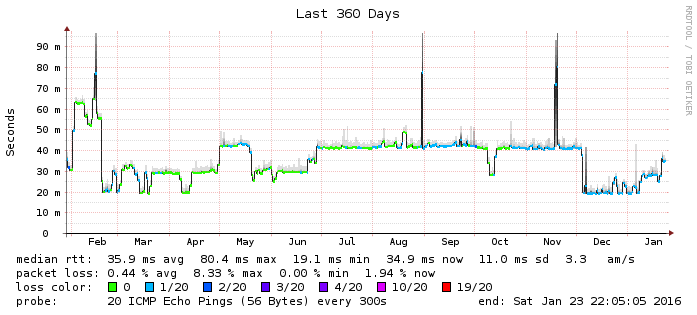 Last 360 Days
RRDTOOL / TOBI OETIKER
Seconds
90 m
80 m
70 m
60 m
50 m
40 m
30 m
20 m
10 m
0
Feb Mar Apr May Jun Jul Aug Sep Oct Nov Dec Jan
median rtt: 35.9 ms avg 80.4 ms max 19.1 ms min 34.9 ms now 11.0 ms sd 3.3 am/s
packet loss: 0.44 % avg 8.33 % max 0.00 % min 1.94 % now
loss color: 0 1/20 2/20 3/20 4/20 10/20 19/20
probe: 20 ICMP Echo Pings (56 Bytes) every 300s end: Sat Jan 23 22:05:05 2016